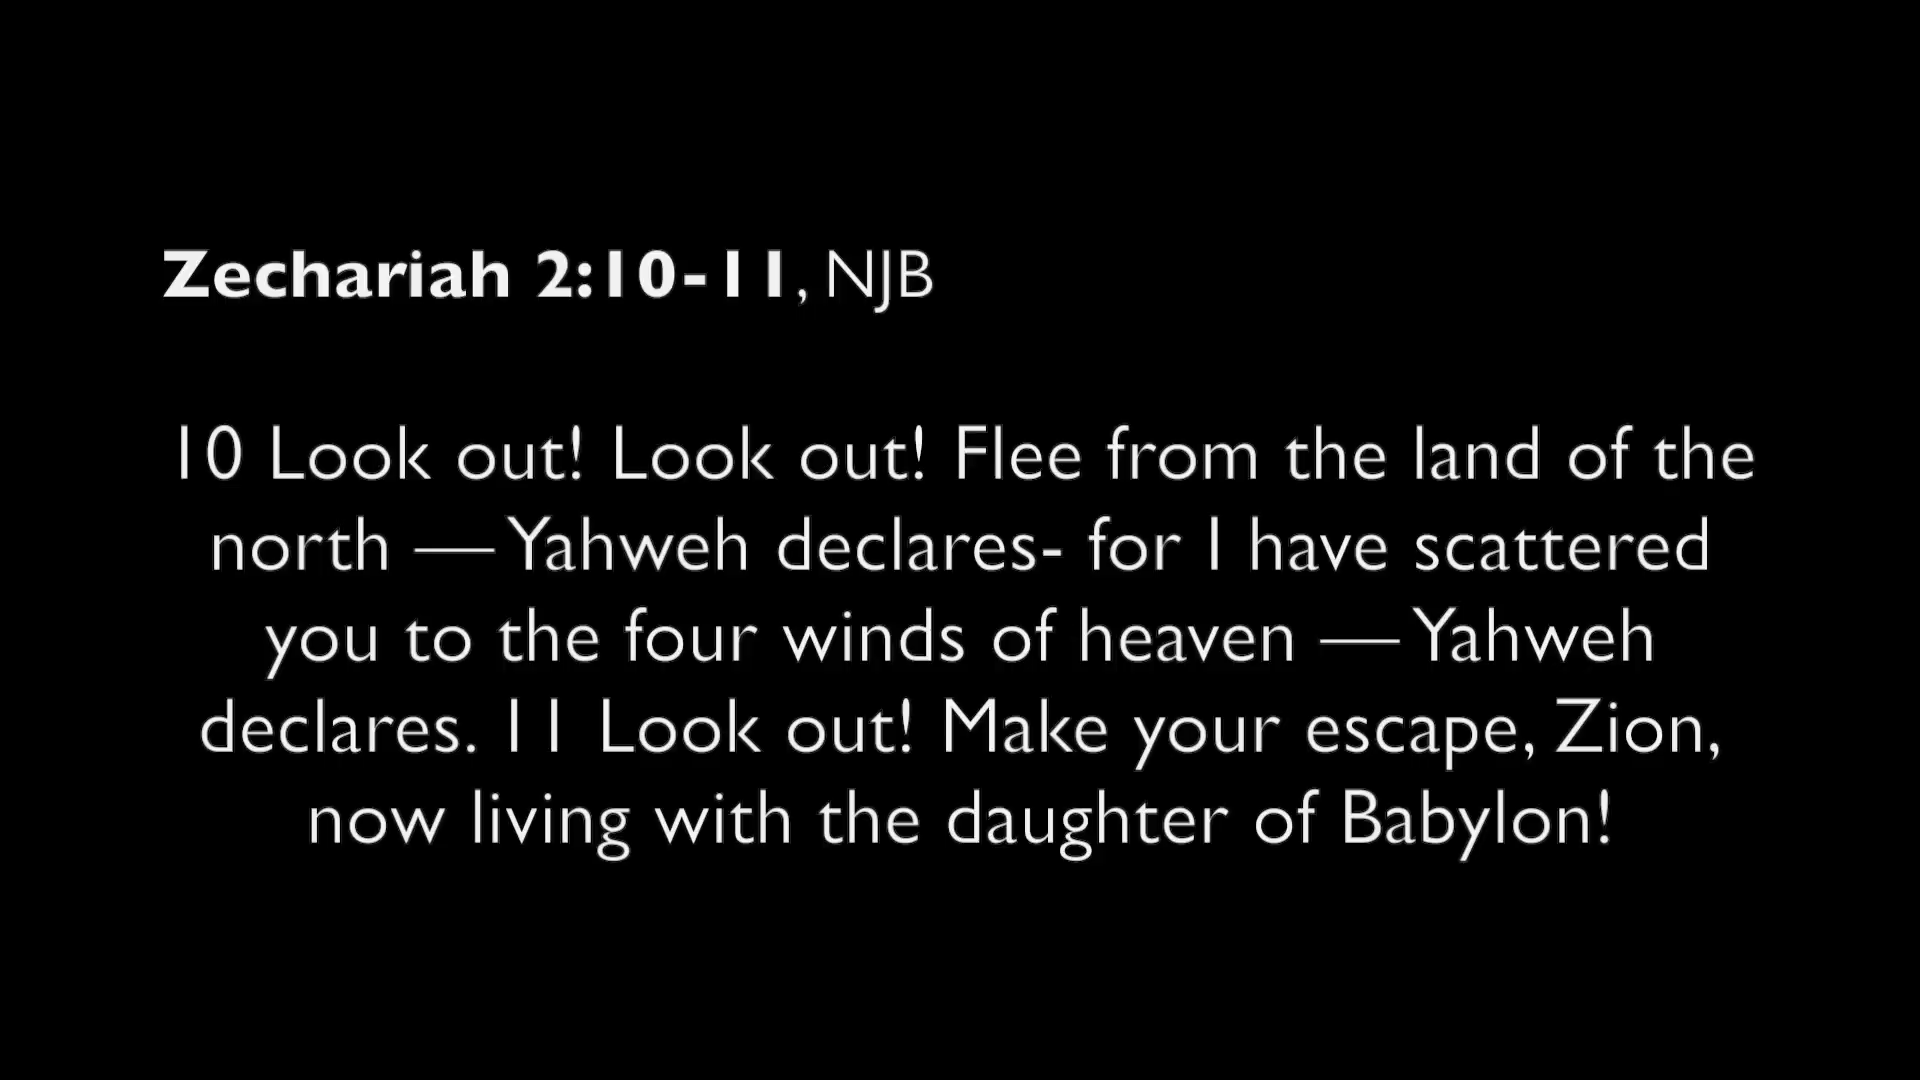 Zechariah 2:10-11, NJB
10 Look out! Look out! Flee from the land of the
north — Yahweh declares- for I have scattered
you to the four winds of heaven — Yahweh
declares. 11 Look out! Make your escape, Zion,
now living with the daughter of Babylon!